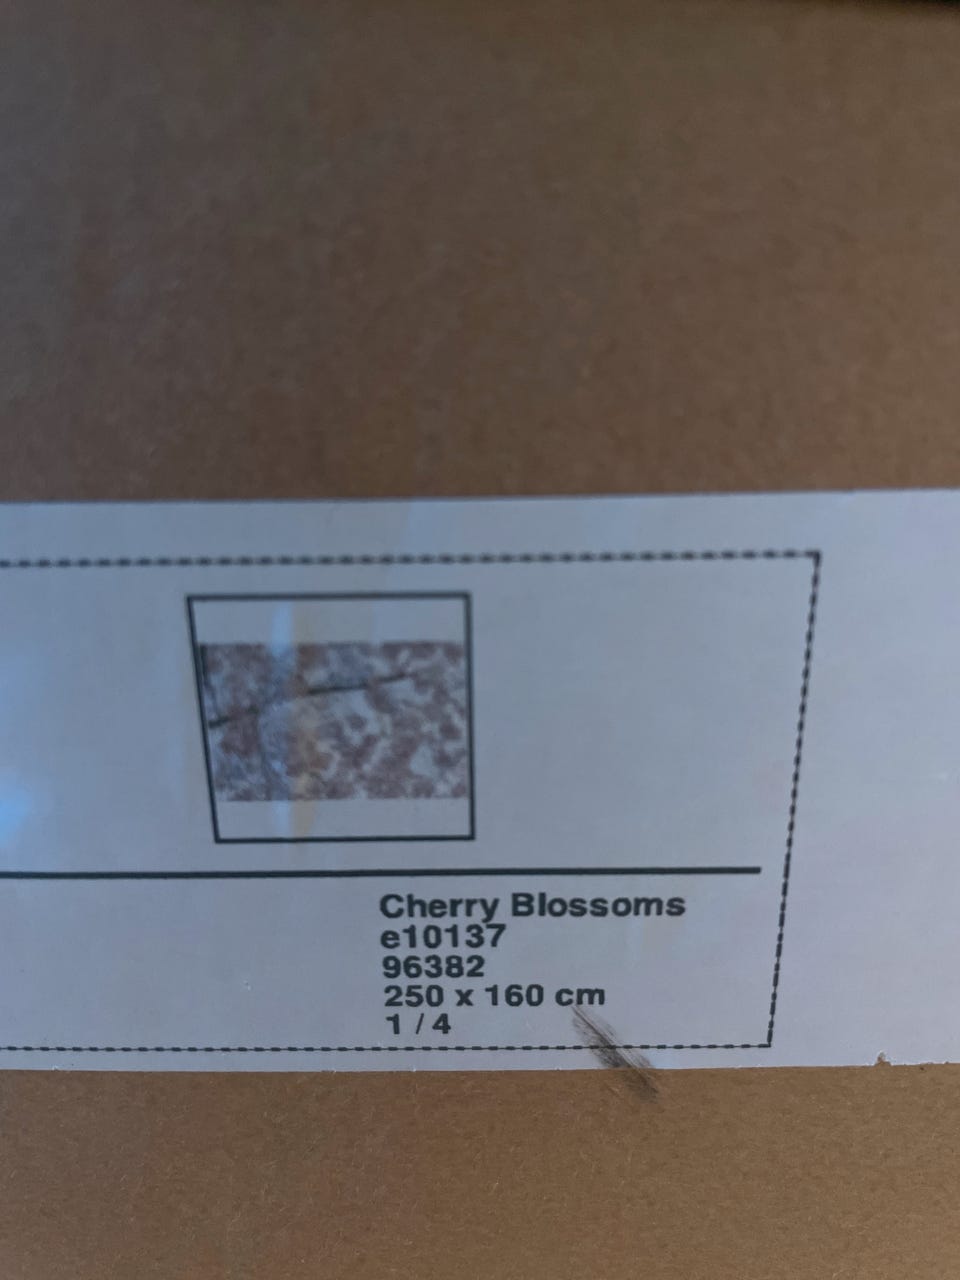 Cherry Blossoms
e10137
96382
250 x 160 cm
1 / 4